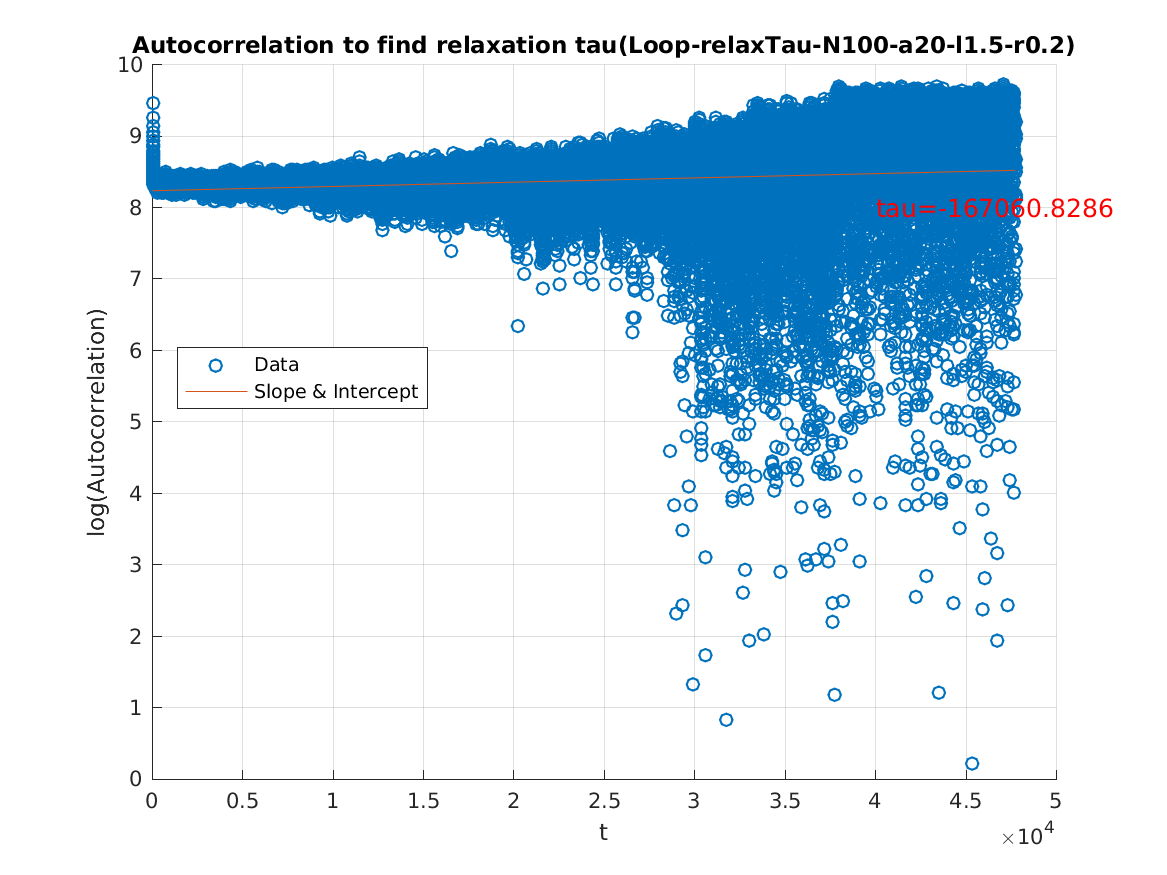 Autocorrelation to find relaxation tau(Loop-relaxTau-N100-a20-l1.5-r0.2)
10
9
8
7
6
5
4
3
2
1
0
log(Autocorrelation)
tau=-167060.8286
Data
Slope & Intercept
0 0.5 1 1.5 2 2.5 3 3.5 4 4.5 5
t
×10^4